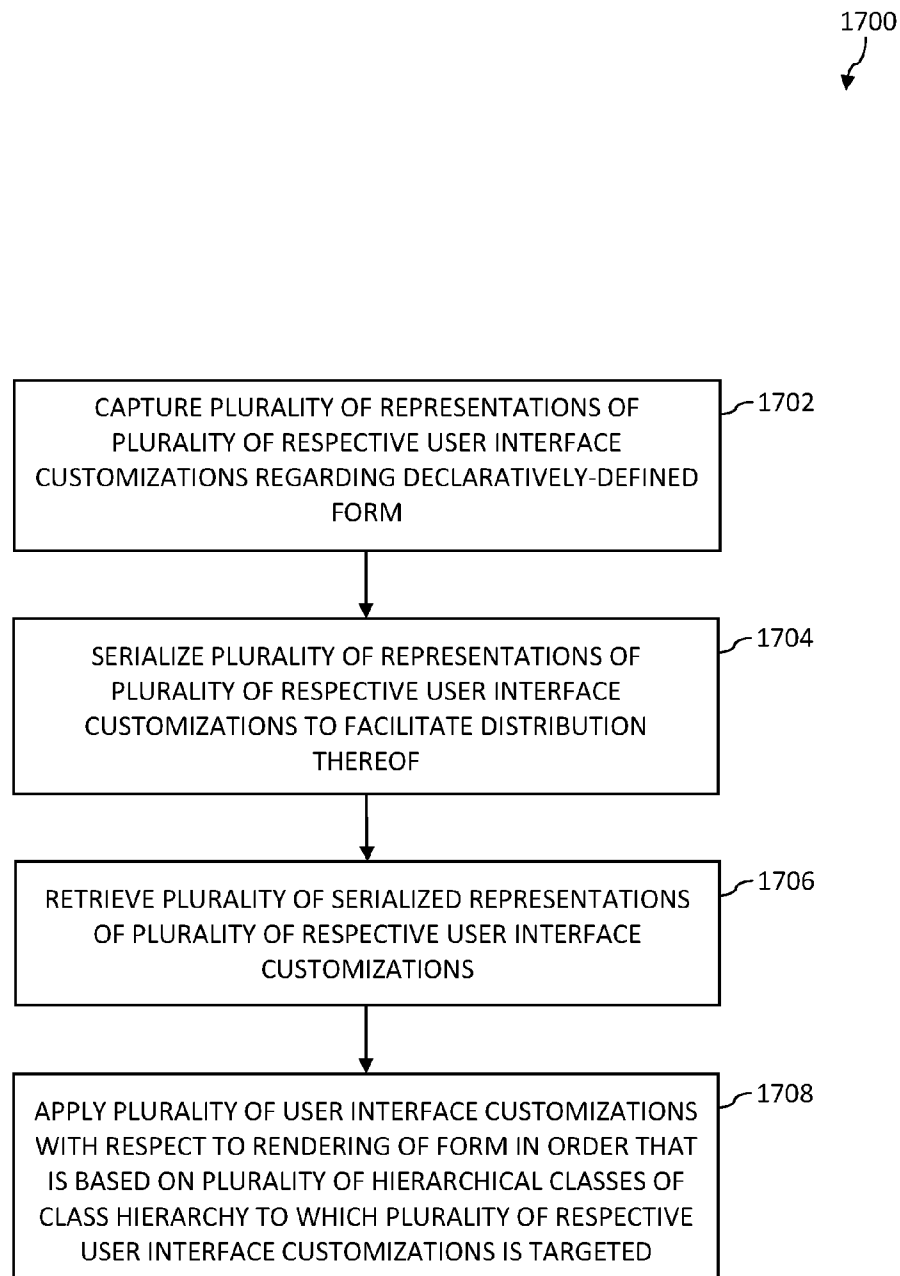 1700
CAPTURE PLURALITY OF REPRESENTATIONS OF
PLURALITY OF RESPECTIVE USER INTERFACE
CUSTOMIZATIONS REGARDING DECLARATIVELY-DEFINED
FORM
1702
SERIALIZE PLURALITY OF REPRESENTATIONS OF
PLURALITY OF RESPECTIVE USER INTERFACE
CUSTOMIZATIONS TO FACILITATE DISTRIBUTION
THEREOF
1704
RETRIEVE PLURALITY OF SERIALIZED REPRESENTATIONS
OF PLURALITY OF RESPECTIVE USER INTERFACE
CUSTOMIZATIONS
1706
APPLY PLURALITY OF USER INTERFACE CUSTOMIZATIONS
WITH RESPECT TO RENDERING OF FORM IN ORDER THAT
IS BASED ON PLURALITY OF HIERARCHICAL CLASSES OF
CLASS HIERARCHY TO WHICH PLURALITY OF RESPECTIVE
USER INTERFACE CUSTOMIZATIONS IS TARGETED
1708